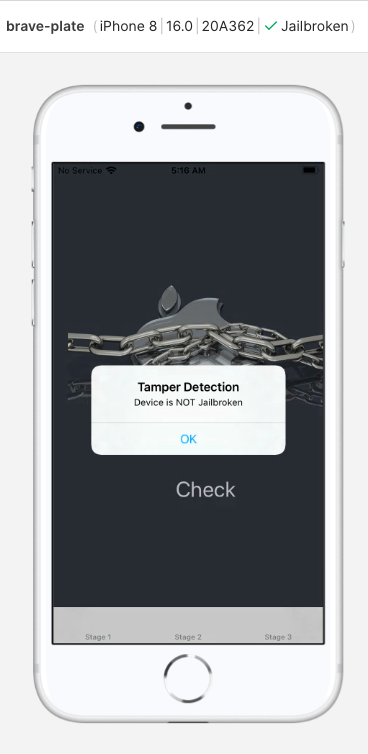 brave-plate (iPhone 8|16.0|20A362|✓ Jailbroken)
No Service 5:16 AM
Tamper Detection
Device is NOT Jailbroken
OK
Check
Stage 1 Stage 2 Stage 3